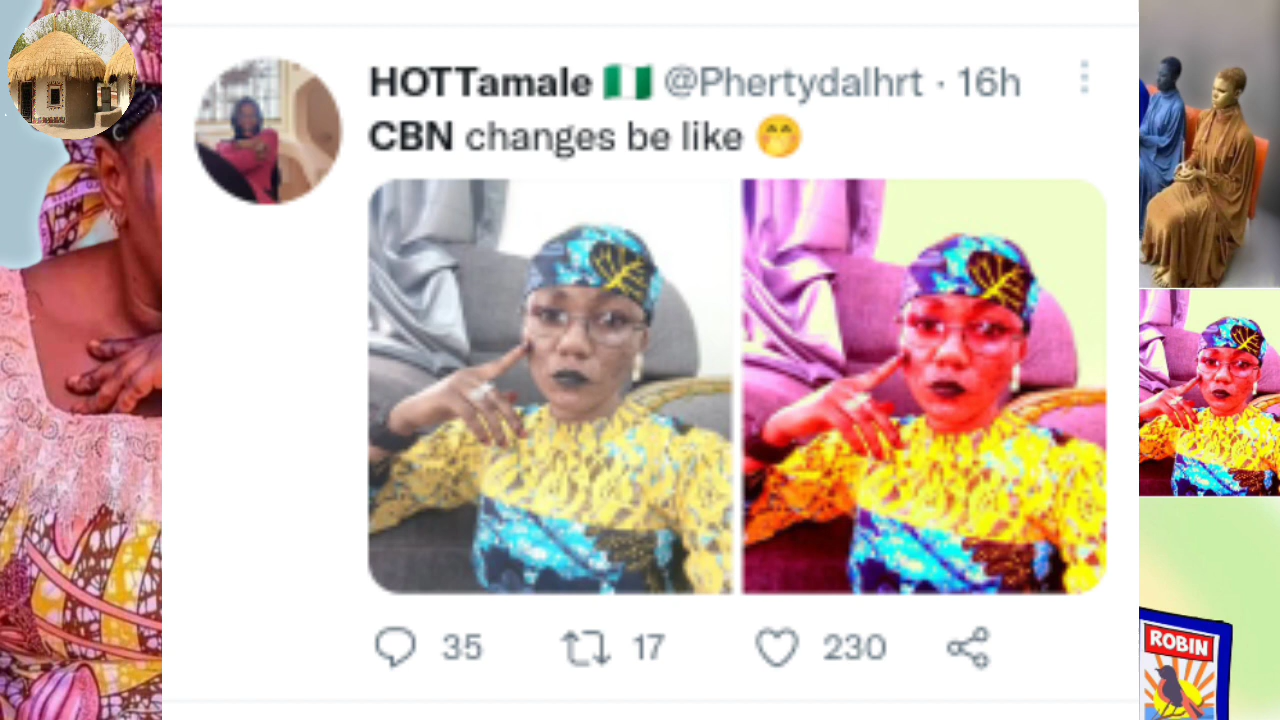 HOTTamale 🇳🇬 @Phertydalhrt · 16h
CBN changes be like 🤭
35 17 230
ROBIN